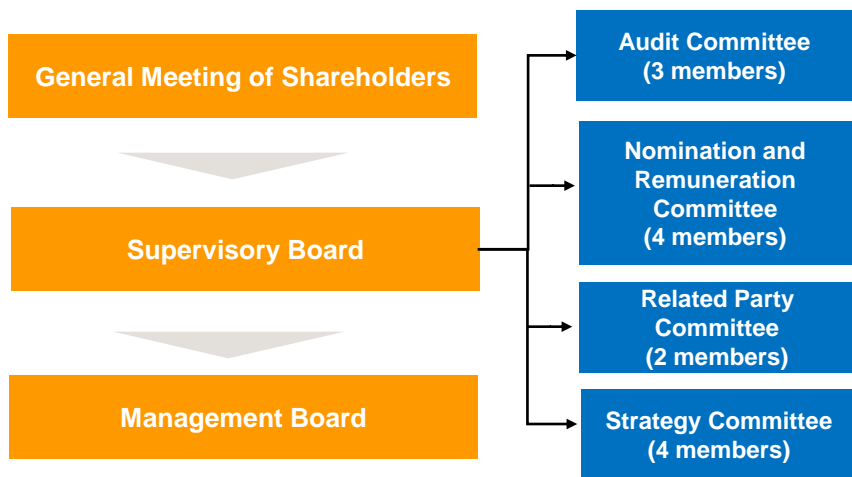 General Meeting of Shareholders
Supervisory Board
Management Board
Audit Committee
(3 members)
Nomination and
Remuneration
Committee
(4 members)
Related Party
Committee
(2 members)
Strategy Committee
(4 members)